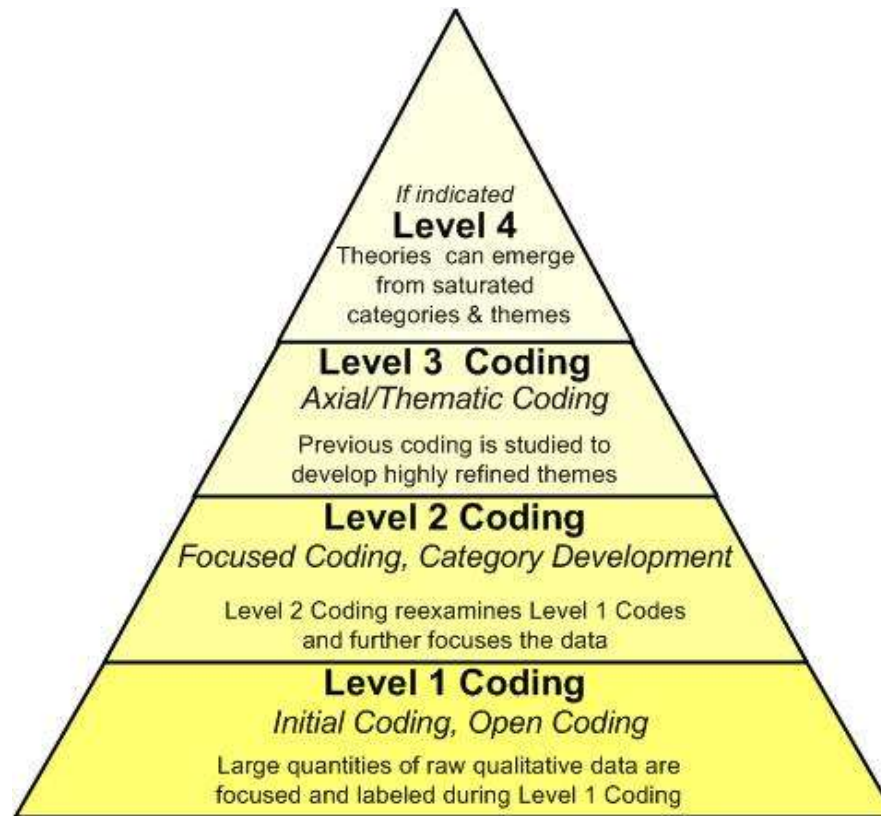 If indicated
Level 4
Theories can emerge
from saturated
categories & themes
Level 3 Coding
Axial/Thematic Coding
Previous coding is studied to
develop highly refined themes
Level 2 Coding
Focused Coding, Category Development
Level 2 Coding reexamines Level 1 Codes
and further focuses the data
Level 1 Coding
Initial Coding, Open Coding
Large quantities of raw qualitative data are
focused and labeled during Level 1 Coding